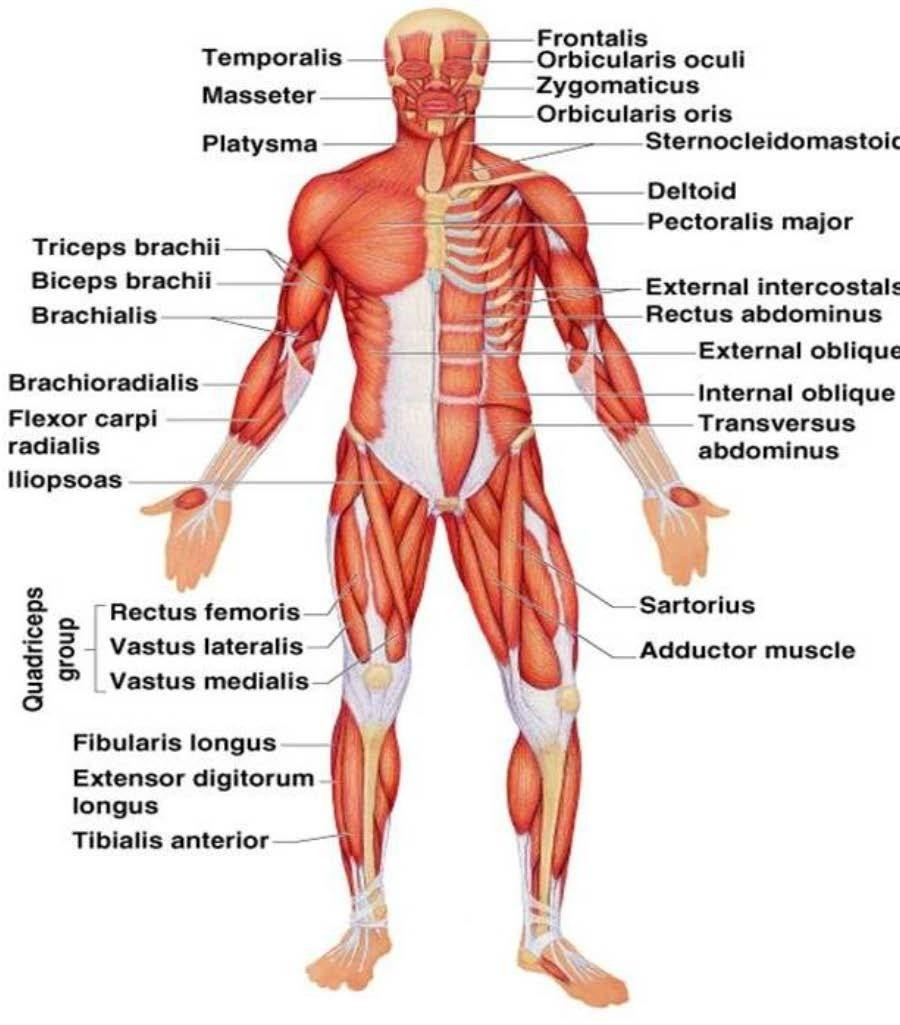 Temporalis
Masseter
Platysma
Triceps brachii
Biceps brachii
Brachialis
Brachioradialis
Flexor carpi
radialis
Iliopsoas
Quadriceps
group
Rectus femoris
Vastus lateralis
Vastus medialis
Fibularis longus
Extensor digitorum
longus
Tibialis anterior
Frontalis
Orbicularis oculi
Zygomaticus
Orbicularis oris
Sternocleidomastoid
Deltoid
Pectoralis major
External intercostals
Rectus abdominus
External oblique
Internal oblique
Transversus
abdominus
Sartorius
Adductor muscle